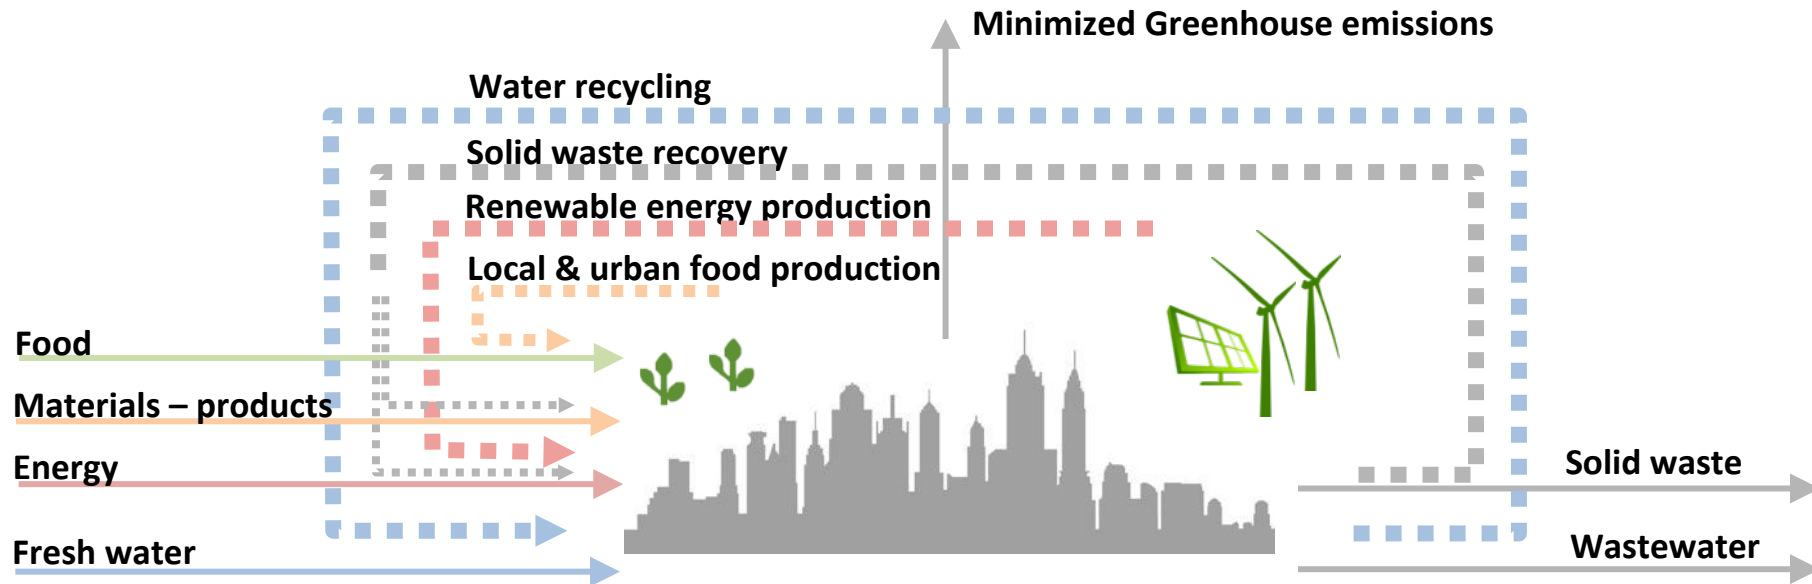 Minimized Greenhouse emissions
Water recycling
Solid waste recovery
Renewable energy production
Local & urban food production
Food
Materials – products
Energy
Fresh water
Solid waste
Wastewater